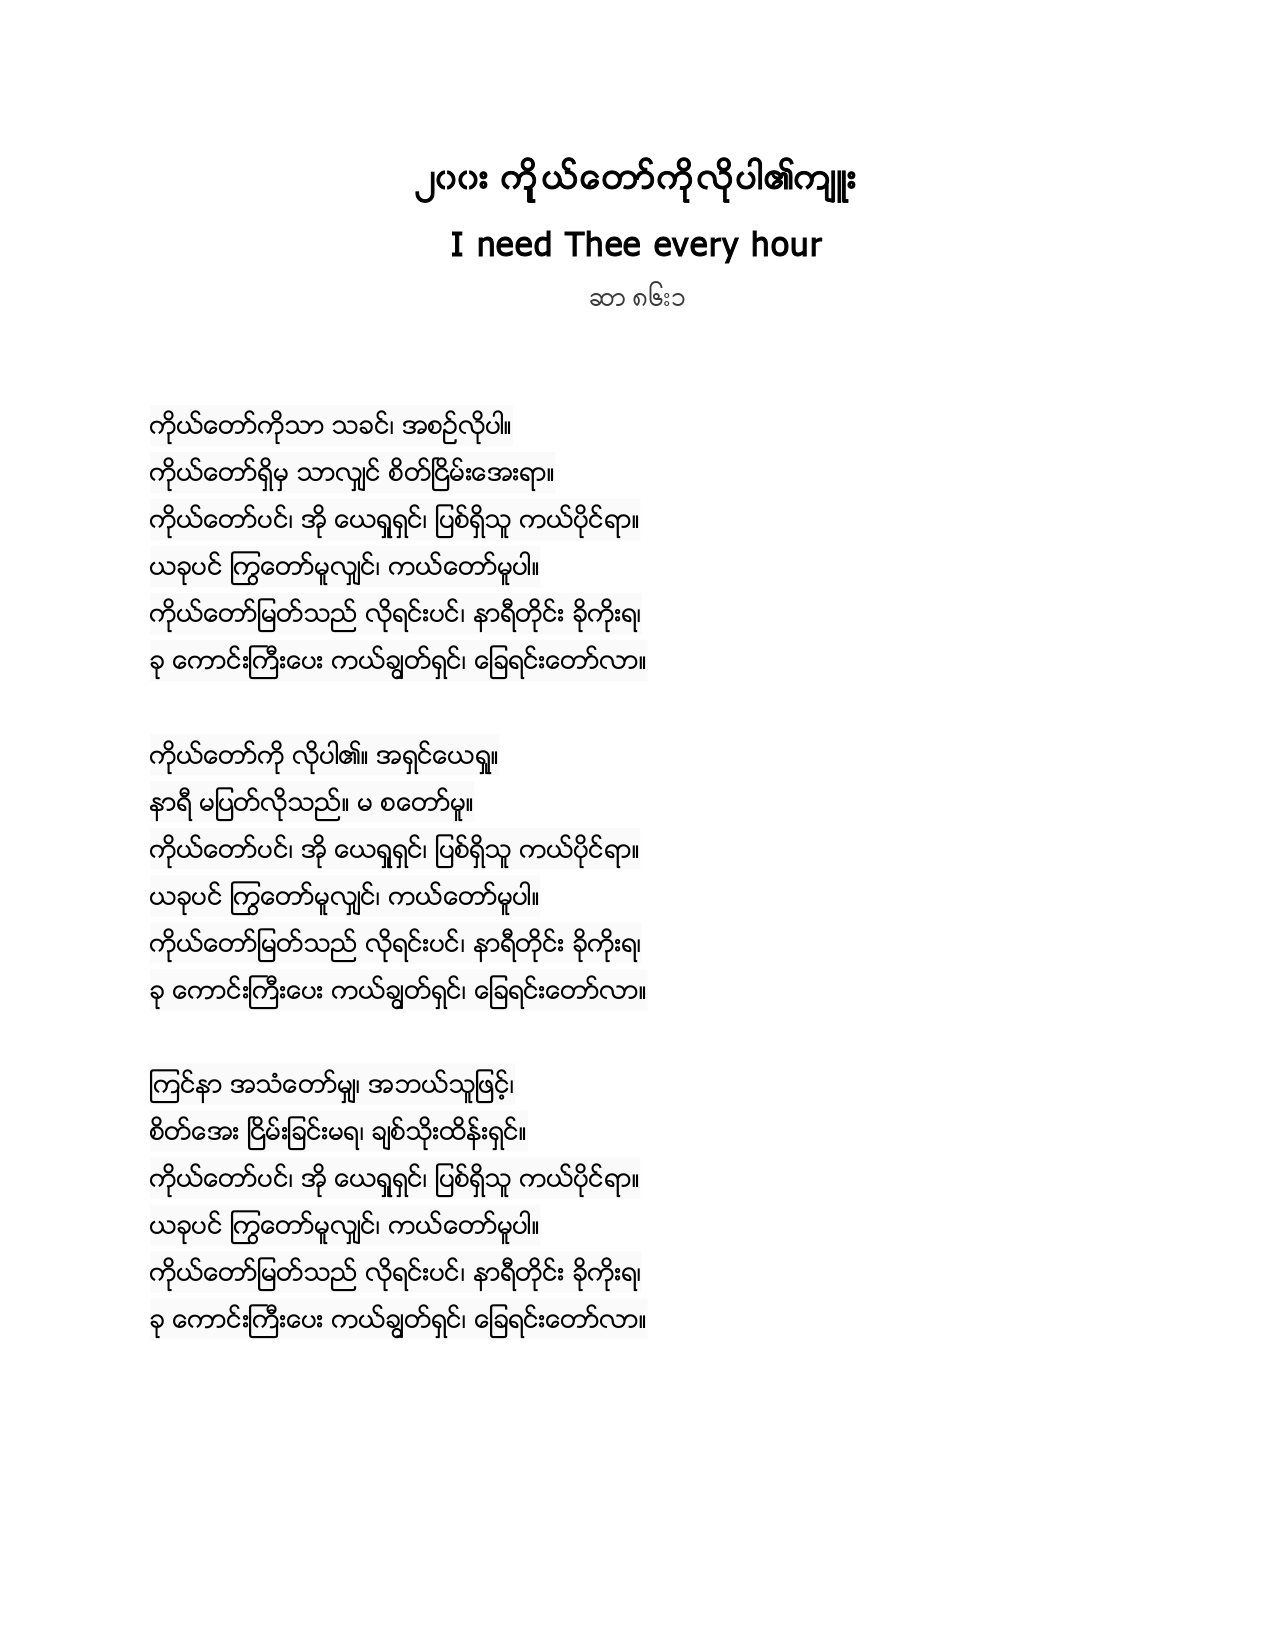 ၂၀၀း ကိုယ်တော်ကိုလိုပါ၏ကျူး
I need Thee every hour
ဆာ ၈၆း၁
ကိုယ်တော်ကိုသာ သခင်၊ အစဉ်လိုပါ။
ကိုယ်တော်ရှိမှ သာလျှင် စိတ်ငြိမ်းအေးရာ။
ကိုယ်တော်ပင်၊ အို ယေရှုရှင်၊ ပြစ်ရှိသူ ကယ်ပိုင်ရာ။
ယခုပင် ကြွတော်မူလျှင်၊ ကယ်တော်မူပါ။
ကိုယ်တော်မြတ်သည် လိုရင်းပင်၊ နာရီတိုင်း ခိုကိုးရ၊
ခု ကောင်းကြီးပေး ကယ်ချွတ်ရှင်၊ ခြေရင်းတော်လာ။
ကိုယ်တော်ကို လိုပါ၏။ အရှင်ယေရှု။
နာရီ မပြတ်လိုသည်။ မ စတော်မူ။
ကိုယ်တော်ပင်၊ အို ယေရှုရှင်၊ ပြစ်ရှိသူ ကယ်ပိုင်ရာ။
ယခုပင် ကြွတော်မူလျှင်၊ ကယ်တော်မူပါ။
ကိုယ်တော်မြတ်သည် လိုရင်းပင်၊ နာရီတိုင်း ခိုကိုးရ၊
ခု ကောင်းကြီးပေး ကယ်ချွတ်ရှင်၊ ခြေရင်းတော်လာ။
ကြင်နာ အသံတော်မျှ၊ အဘယ်သူဖြင့်၊
စိတ်အေး ငြိမ်းခြင်းမရ၊ ချစ်သိုးထိန်းရှင်။
ကိုယ်တော်ပင်၊ အို ယေရှုရှင်၊ ပြစ်ရှိသူ ကယ်ပိုင်ရာ။
ယခုပင် ကြွတော်မူလျှင်၊ ကယ်တော်မူပါ။
ကိုယ်တော်မြတ်သည် လိုရင်းပင်၊ နာရီတိုင်း ခိုကိုးရ၊
ခု ကောင်းကြီးပေး ကယ်ချွတ်ရှင်၊ ခြေရင်းတော်လာ။